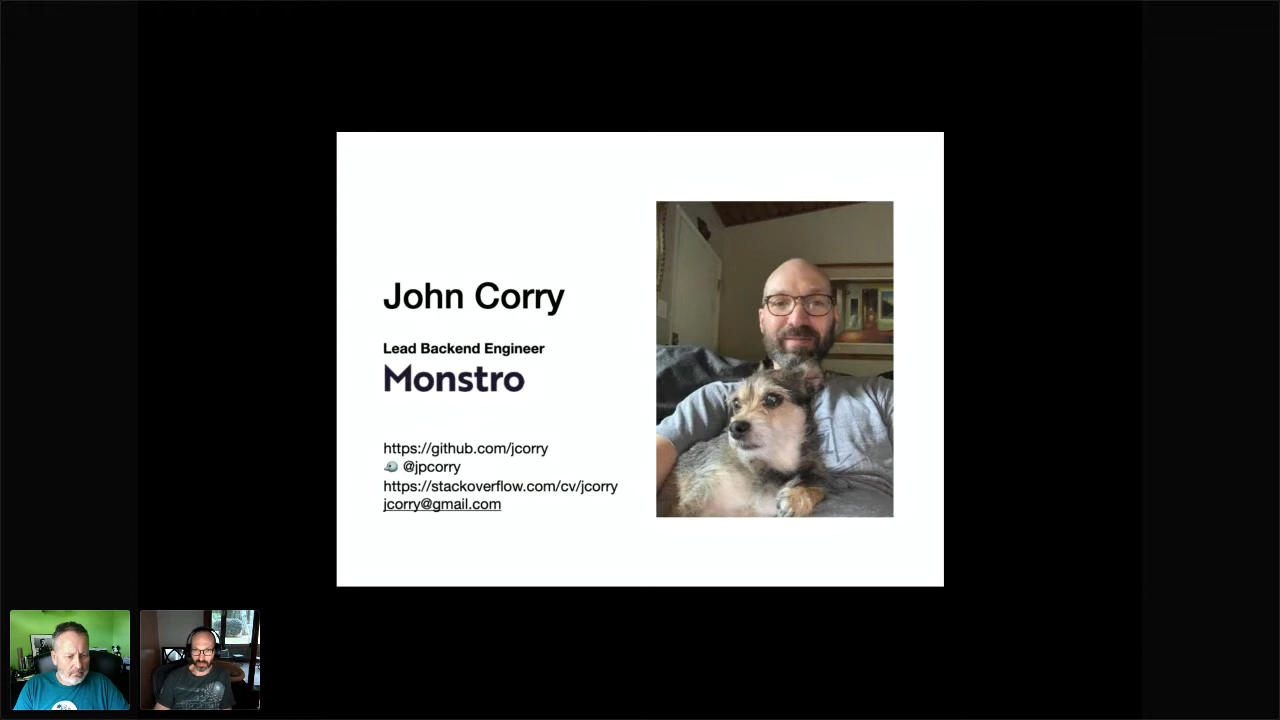 John Corry
Lead Backend Engineer
Monstro
https://github.com/jcorry
@jpcorry
https://stackoverflow.com/cv/jcorry
jcorry@gmail.com